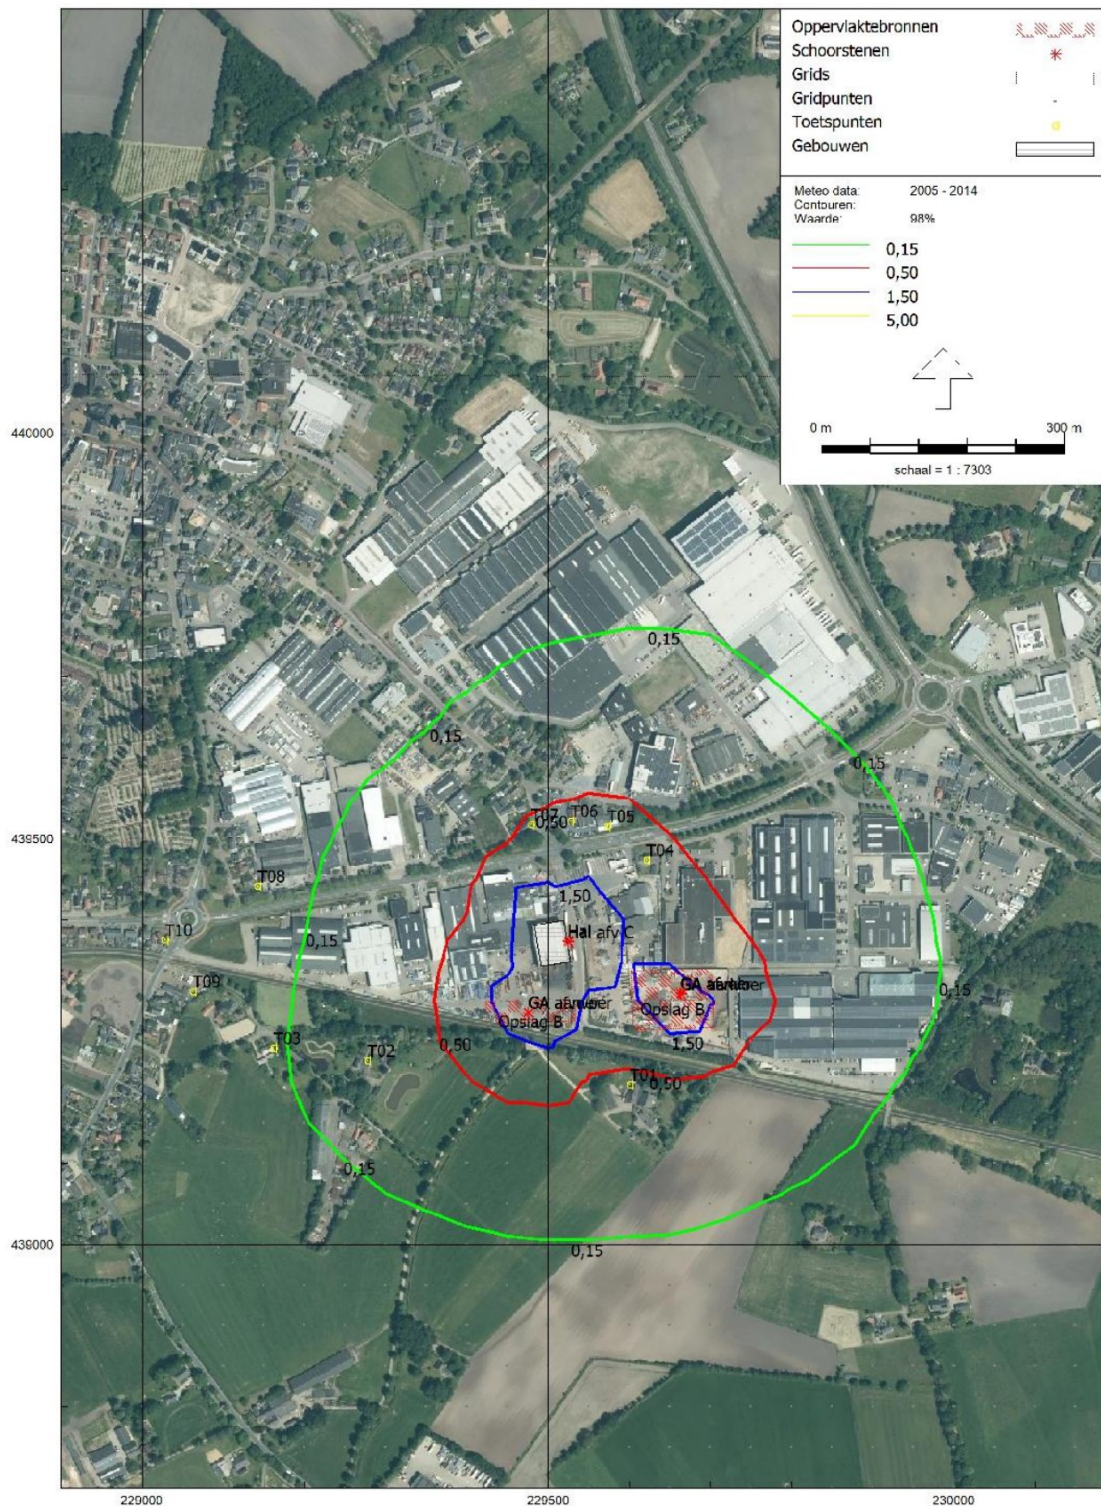 Oppervlaktebronnen
Schoorstenen
Grids
Gridpunten
Toetspunten
Gebouwen
Meteo data: 2005 - 2014
Contouren:
Waarde: 98%
0,15
0,50
1,50
5,00
0 m 300 m
schaal = 1 : 7303
440000
0,15
0,15
0,15
439500
T07
T06
T05
0,50
T04
T08
1,50
T10
0,15
Hal afv C
T09
GA
GA
0,15
Opslag B
Opslag B
T03
0,50
1,50
T02
T01
0,50
0,15
439000
0,15
229000
229500
230000